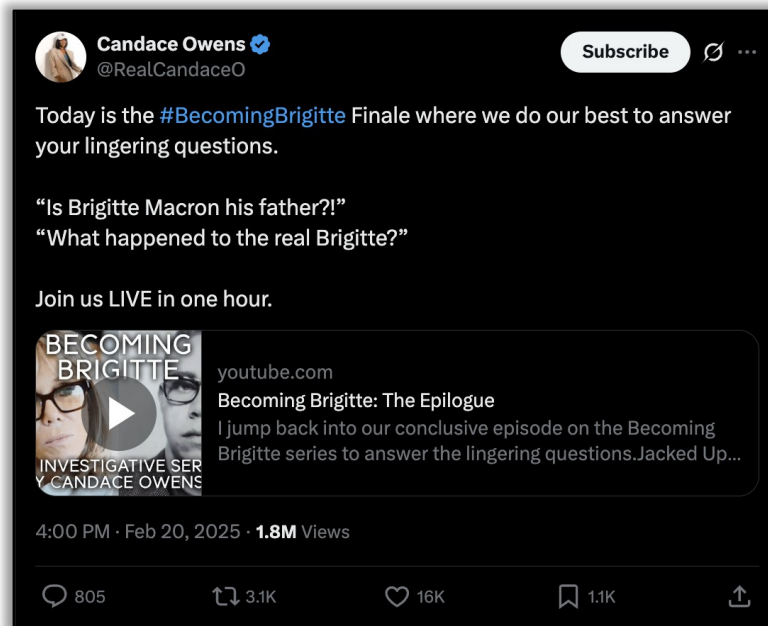 Candace Owens
@RealCandaceO
Subscribe
Today is the #BecomingBrigitte Finale where we do our best to answer
your lingering questions.
“Is Brigitte Macron his father?!”
“What happened to the real Brigitte?”
Join us LIVE in one hour.
BECOMING
BRIGITTE
INVESTIGATIVE SER
Y CANDACE OWENS
youtube.com
Becoming Brigitte: The Epilogue
I jump back into our conclusive episode on the Becoming
Brigitte series to answer the lingering questions.Jacked Up...
4:00 PM · Feb 20, 2025 · 1.8M Views
805
3.1K
16K
1.1K